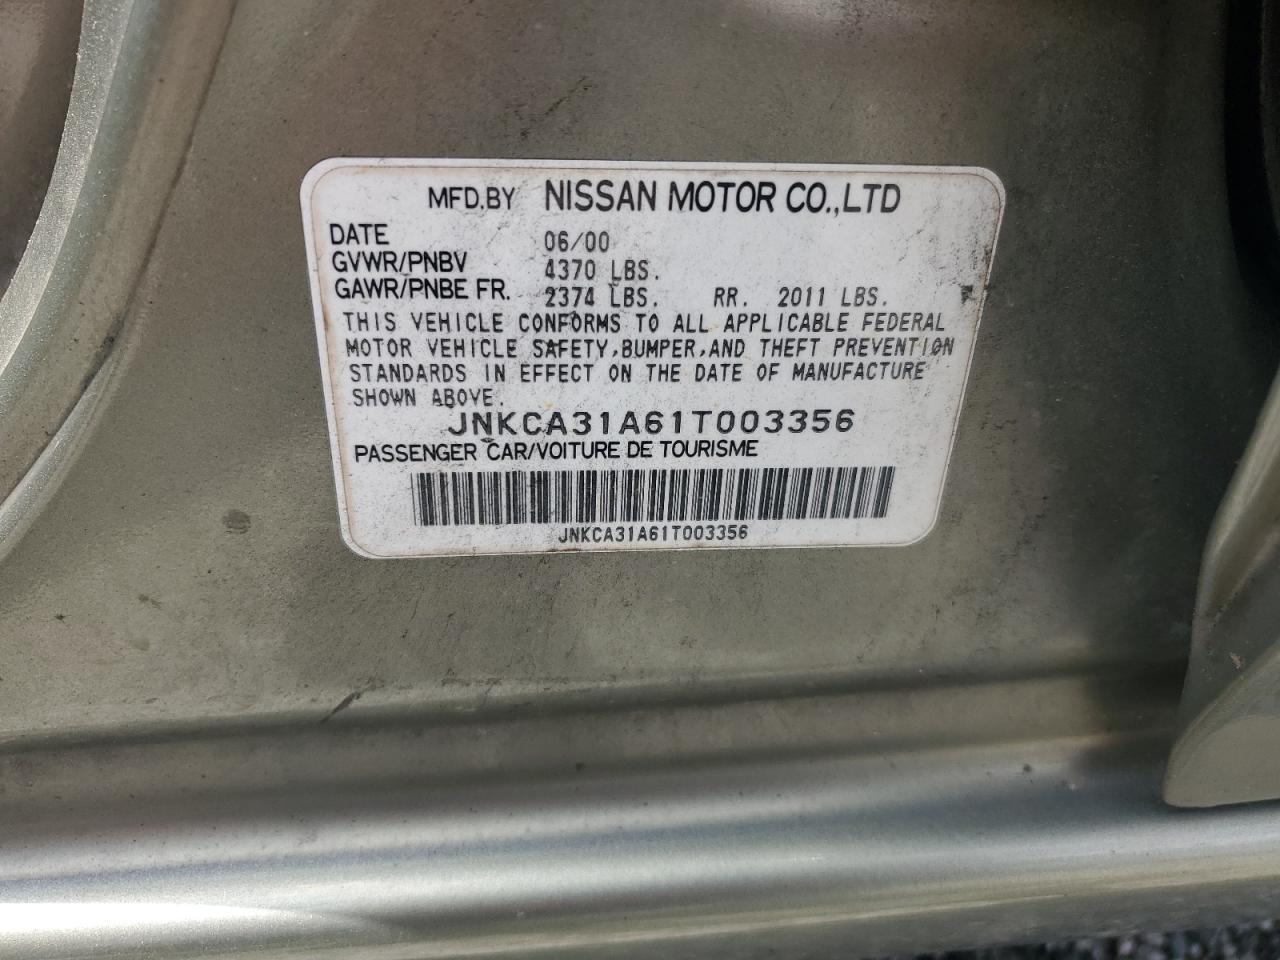 MFD.BY NISSAN MOTOR CO.,LTD
DATE 06/00
GVWR/PNBV 4370 LBS.
GAWR/PNBE FR. 2374 LBS. RR. 2011 LBS.
THIS VEHICLE CONFORMS TO ALL APPLICABLE FEDERAL
MOTOR VEHICLE SAFETY,BUMPER,AND THEFT PREVENTION
STANDARDS IN EFFECT ON THE DATE OF MANUFACTURE
SHOWN ABOVE.
JNKCA31A61T003356
PASSENGER CAR/VOITURE DE TOURISME
JNKCA31A61T003356